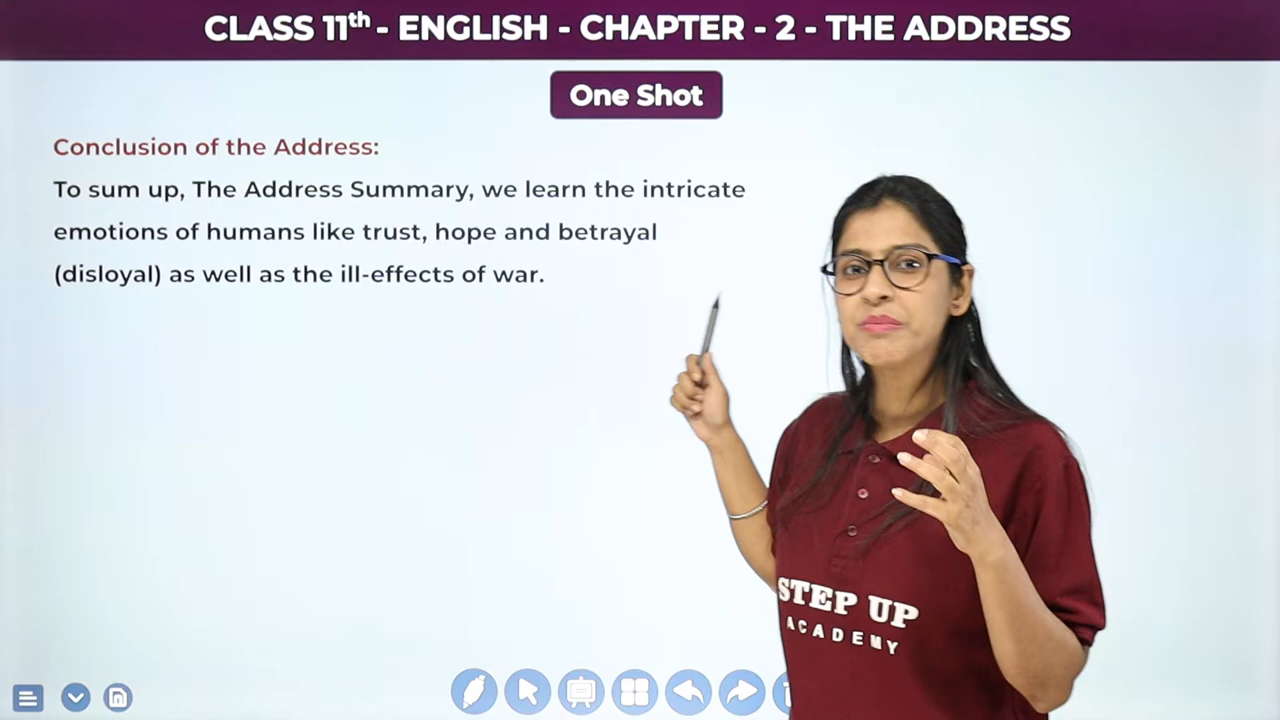 CLASS 11th - ENGLISH - CHAPTER - 2 - THE ADDRESS
One Shot
Conclusion of the Address:
To sum up, The Address Summary, we learn the intricate
emotions of humans like trust, hope and betrayal
(disloyal) as well as the ill-effects of war.
STEP UP
ACADEMY